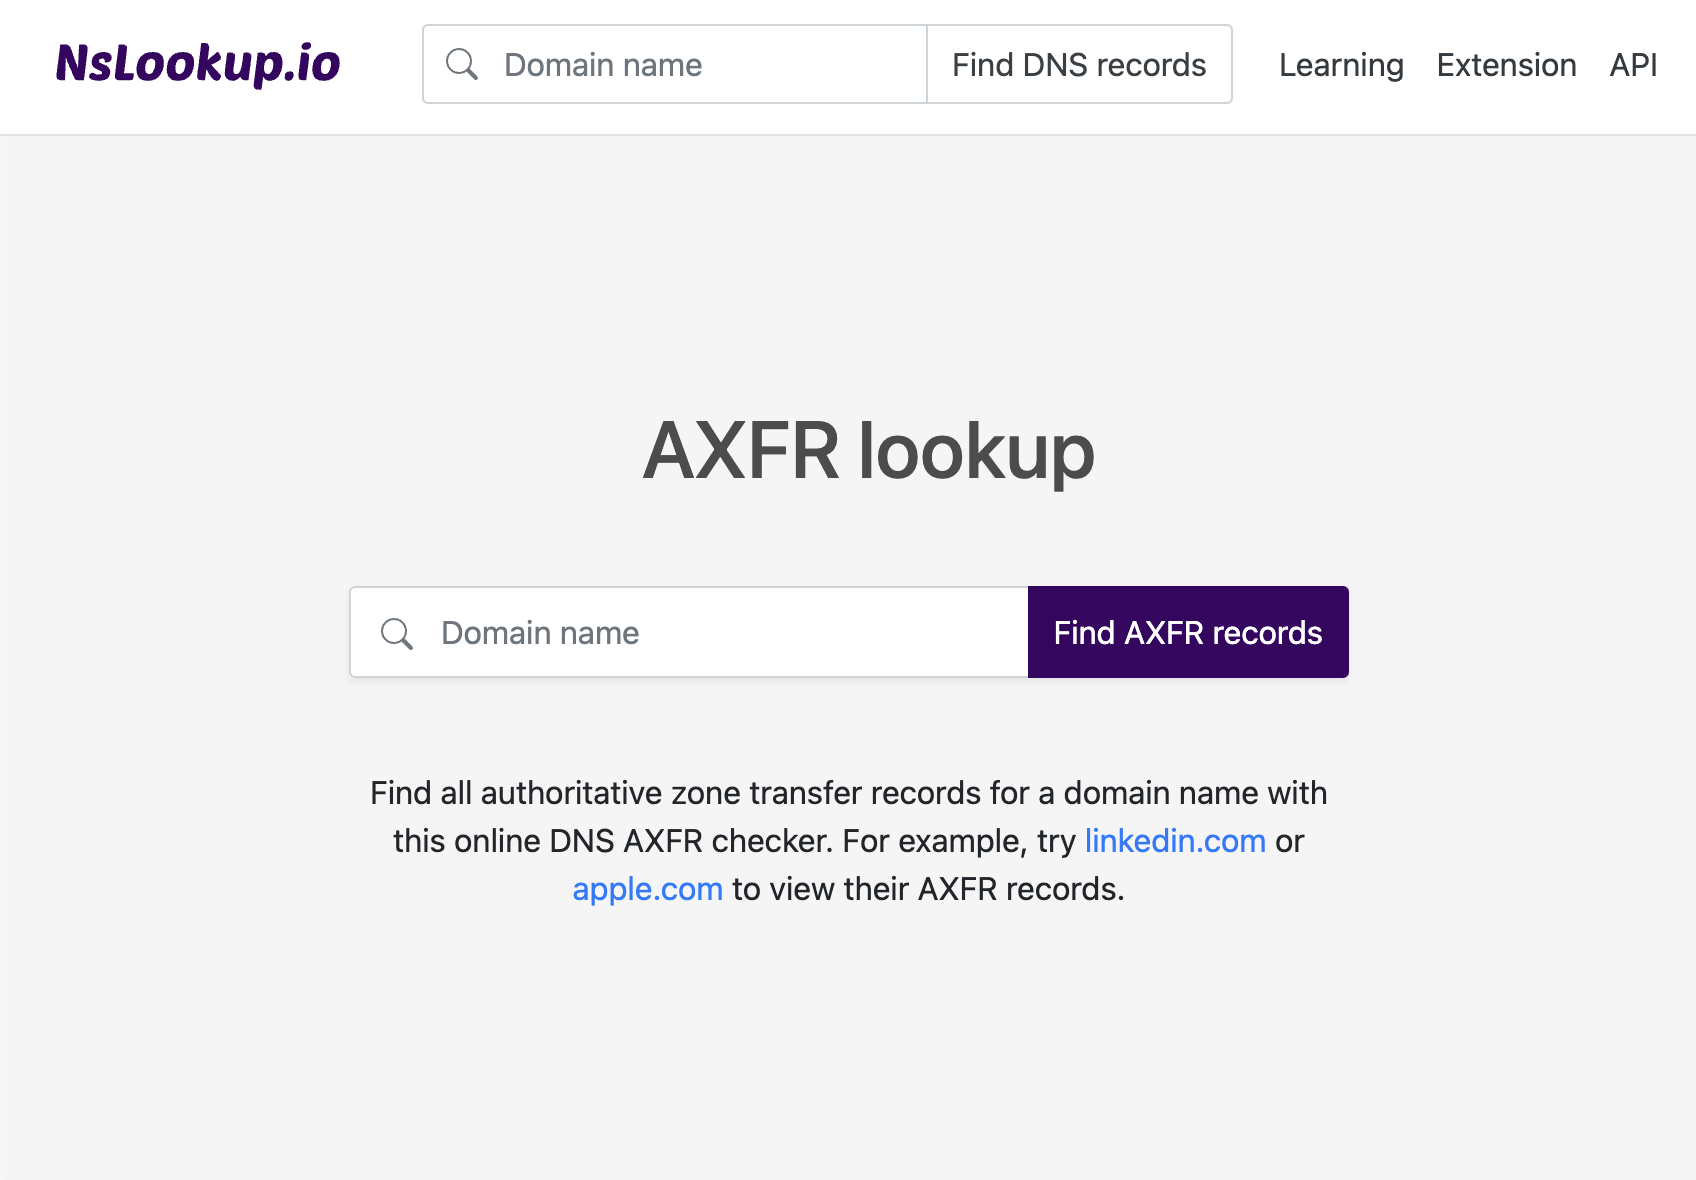 NsLookup.io
Domain name
Find DNS records
Learning
Extension
API
AXFR lookup
Domain name
Find AXFR records
Find all authoritative zone transfer records for a domain name with
this online DNS AXFR checker. For example, try linkedin.com or
apple.com to view their AXFR records.